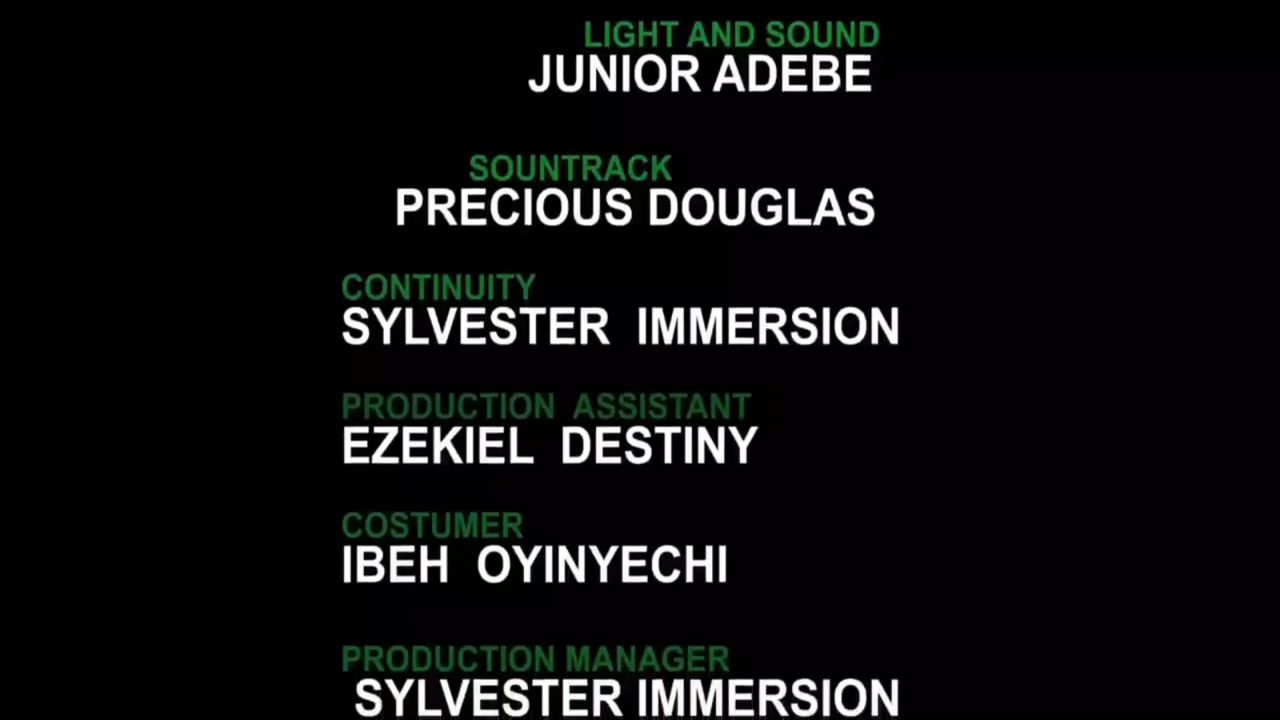 LIGHT AND SOUND
JUNIOR ADEBE
SOUNTRACK
PRECIOUS DOUGLAS
CONTINUITY
SYLVESTER IMMERSION
PRODUCTION ASSISTANT
EZEKIEL DESTINY
COSTUMER
IBEH OYINYECHI
PRODUCTION MANAGER
SYLVESTER IMMERSION